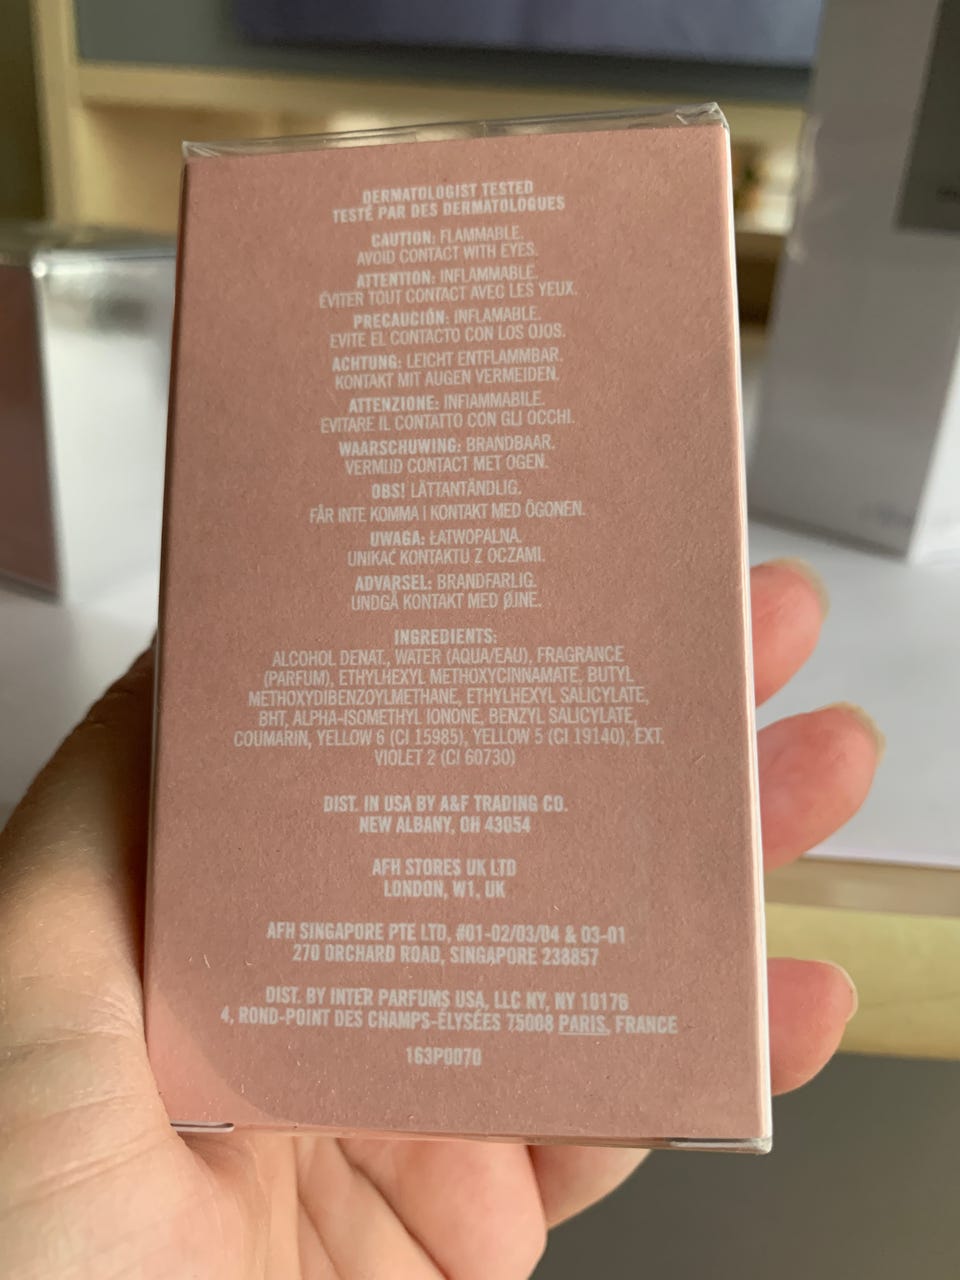 DERMATOLOGIST TESTED
TESTÉ PAR DES DERMATOLOGUES
CAUTION: FLAMMABLE.
AVOID CONTACT WITH EYES.
ATTENTION: INFLAMMABLE.
ÉVITER TOUT CONTACT AVEC LES YEUX.
PRECAUCIÓN: INFLAMABLE.
EVITE EL CONTACTO CON LOS OJOS.
ACHTUNG: LEICHT ENTFLAMMBAR.
KONTAKT MIT AUGEN VERMEIDEN.
ATTENZIONE: INFIAMMABILE.
EVITARE IL CONTATTO CON GLI OCCHI.
WAARSCHUWING: BRANDBAAR.
VERMIJD CONTACT MET OGEN.
OBS! LÄTTANTÄNDLIG.
FÅR INTE KOMMA I KONTAKT MED ÖGONEN.
UWAGA: ŁATWOPALNA.
UNIKAĆ KONTAKTU Z OCZAMI.
ADVARSEL: BRANDFARLIG.
UNDGÅ KONTAKT MED ØJNE.
INGREDIENTS:
ALCOHOL DENAT., WATER (AQUA/EAU), FRAGRANCE
(PARFUM), ETHYLHEXYL METHOXYCINNAMATE, BUTYL
METHOXYDIBENZOYLMETHANE, ETHYLHEXYL SALICYLATE,
BHT, ALPHA-ISOMETHYL IONONE, BENZYL SALICYLATE,
COUMARIN, YELLOW 6 (CI 15985), YELLOW 5 (CI 19140), EXT.
VIOLET 2 (CI 60730)
DIST. IN USA BY A&F TRADING CO.
NEW ALBANY, OH 43054
AFH STORES UK LTD
LONDON, W1, UK
AFH SINGAPORE PTE LTD, #01-02/03/04 & 03-01
270 ORCHARD ROAD, SINGAPORE 238857
DIST. BY INTER PARFUMS USA, LLC NY, NY 10176
4, ROND-POINT DES CHAMPS-ÉLYSÉES 75008 PARIS, FRANCE
163P0070